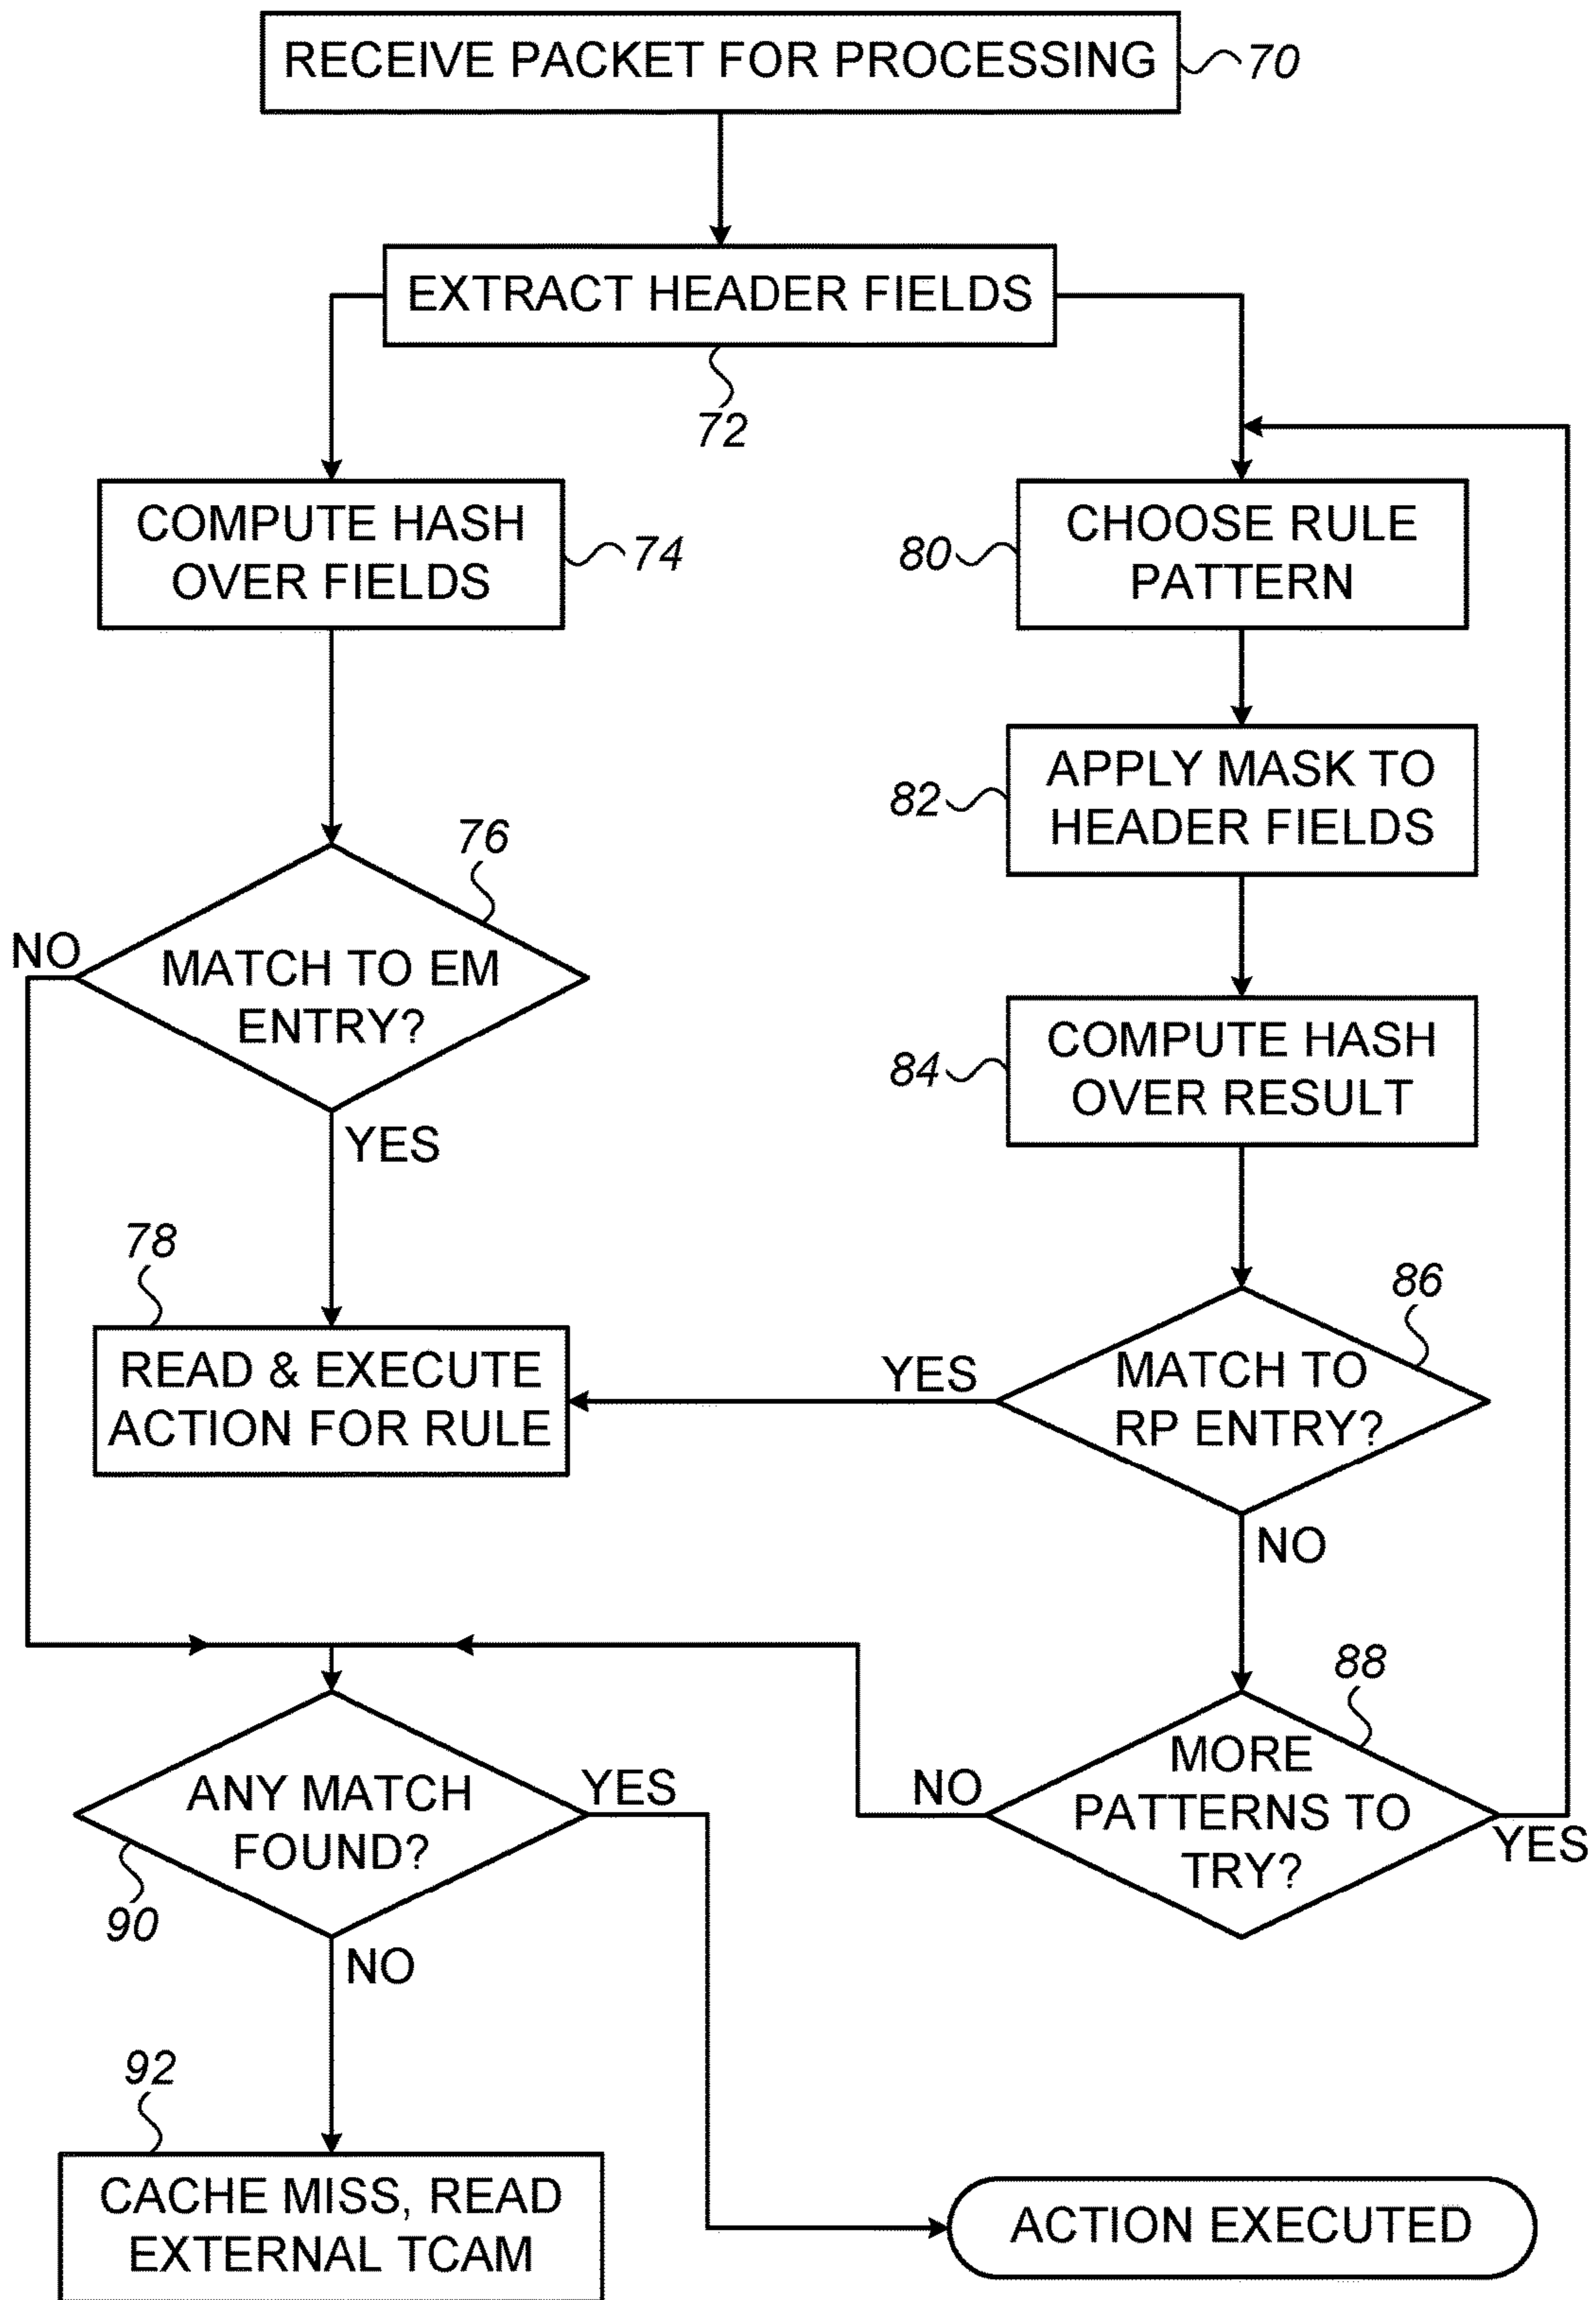 RECEIVE PACKET FOR PROCESSING
70
EXTRACT HEADER FIELDS
72
COMPUTE HASH
OVER FIELDS
74
80
CHOOSE RULE
PATTERN
82
APPLY MASK TO
HEADER FIELDS
76
NO
MATCH TO EM
ENTRY?
YES
84
COMPUTE HASH
OVER RESULT
78
READ & EXECUTE
ACTION FOR RULE
86
YES
MATCH TO
RP ENTRY?
NO
88
NO
MORE
PATTERNS TO
TRY?
YES
ANY MATCH
FOUND?
YES
90
NO
92
CACHE MISS, READ
EXTERNAL TCAM
ACTION EXECUTED